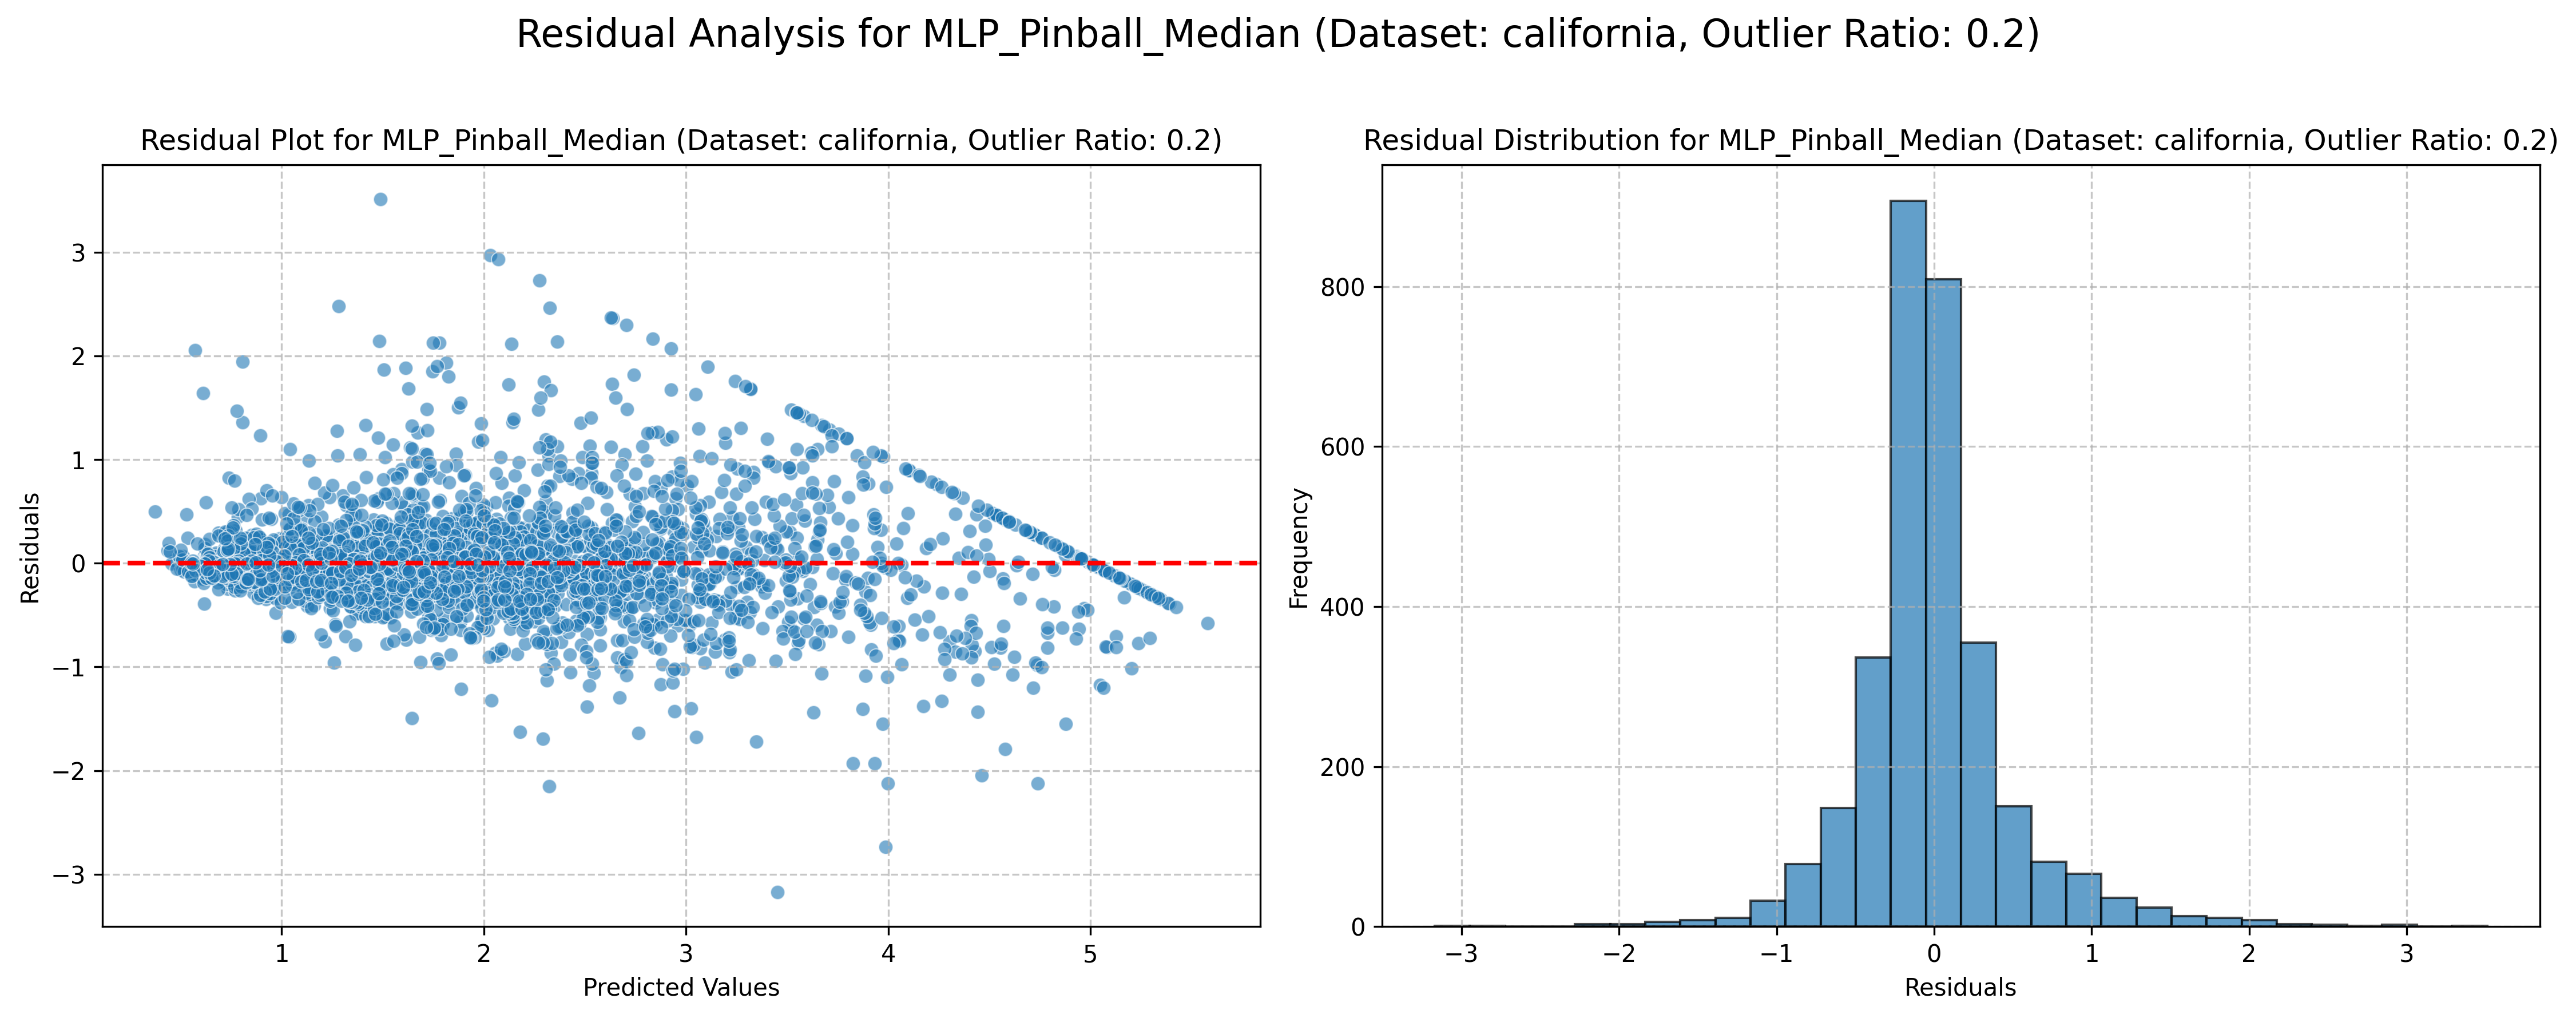 Residual Analysis for MLP_Pinball_Median (Dataset: california, Outlier Ratio: 0.2)
Residual Plot for MLP_Pinball_Median (Dataset: california, Outlier Ratio: 0.2)
Residuals
3
2
1
0
−1
−2
−3
1 2 3 4 5
Predicted Values
Residual Distribution for MLP_Pinball_Median (Dataset: california, Outlier Ratio: 0.2)
Frequency
800
600
400
200
0
−3 −2 −1 0 1 2 3
Residuals